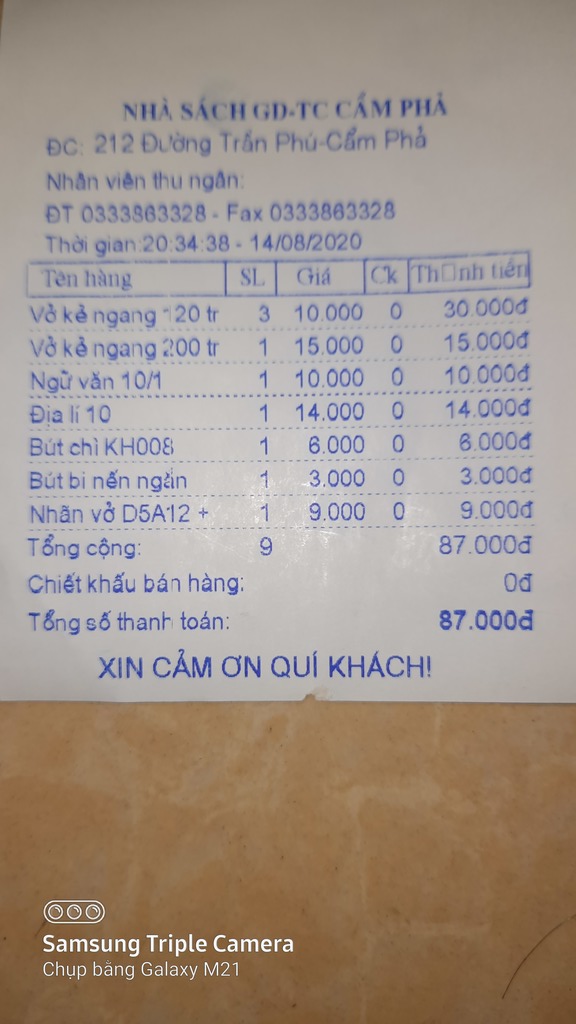 NHÀ SÁCH GD-TC CẨM PHẢ
ĐC: 212 Đường Trần Phú-Cẩm Phả
Nhân viên thu ngân:
ĐT 0333863328 - Fax 0333863328
Thời gian:20:34:38 - 14/08/2020
Tên hàng SL Giá Ck Th□nh tiền
Vở kẻ ngang 120 tr 3 10.000 0 30.000đ
Vở kẻ ngang 200 tr 1 15.000 0 15.000đ
Ngữ văn 10/1 1 10.000 0 10.000đ
Địa lí 10 1 14.000 0 14.000đ
Bút chì KH008 1 6.000 0 6.000đ
Bút bi nến ngắn 1 3.000 0 3.000đ
Nhãn vở D5A12 + 1 9.000 0 9.000đ
Tổng cộng: 9 87.000đ
Chiết khấu bán hàng: 0đ
Tổng số thanh toán: 87.000đ
XIN CẢM ƠN QUÍ KHÁCH!
Samsung Triple Camera
Chụp bằng Galaxy M21